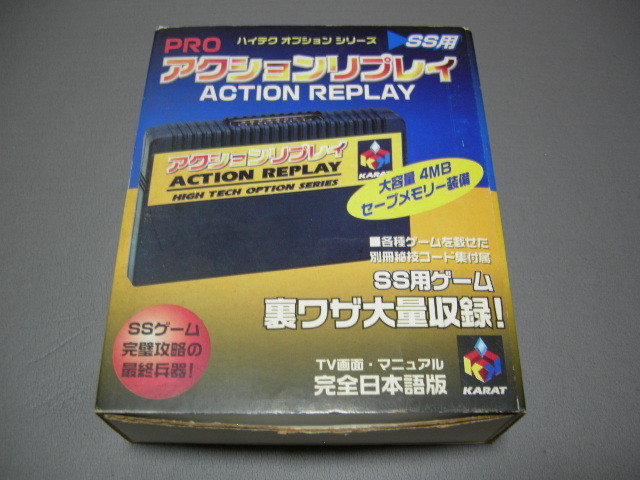 PRO ハイテク オプション シリーズ SS用
アクションリプレイ
ACTION REPLAY
アクションリプレイ
ACTION REPLAY
HIGH TECH OPTION SERIES
KARAT
大容量 4MB
セーブメモリー装備
■各種ゲームを載せた
別冊秘技コード集付属
SS用ゲーム
裏ワザ大量収録!
SSゲーム
完璧攻略の
最終兵器!
TV画面・マニュアル
完全日本語版
KARAT